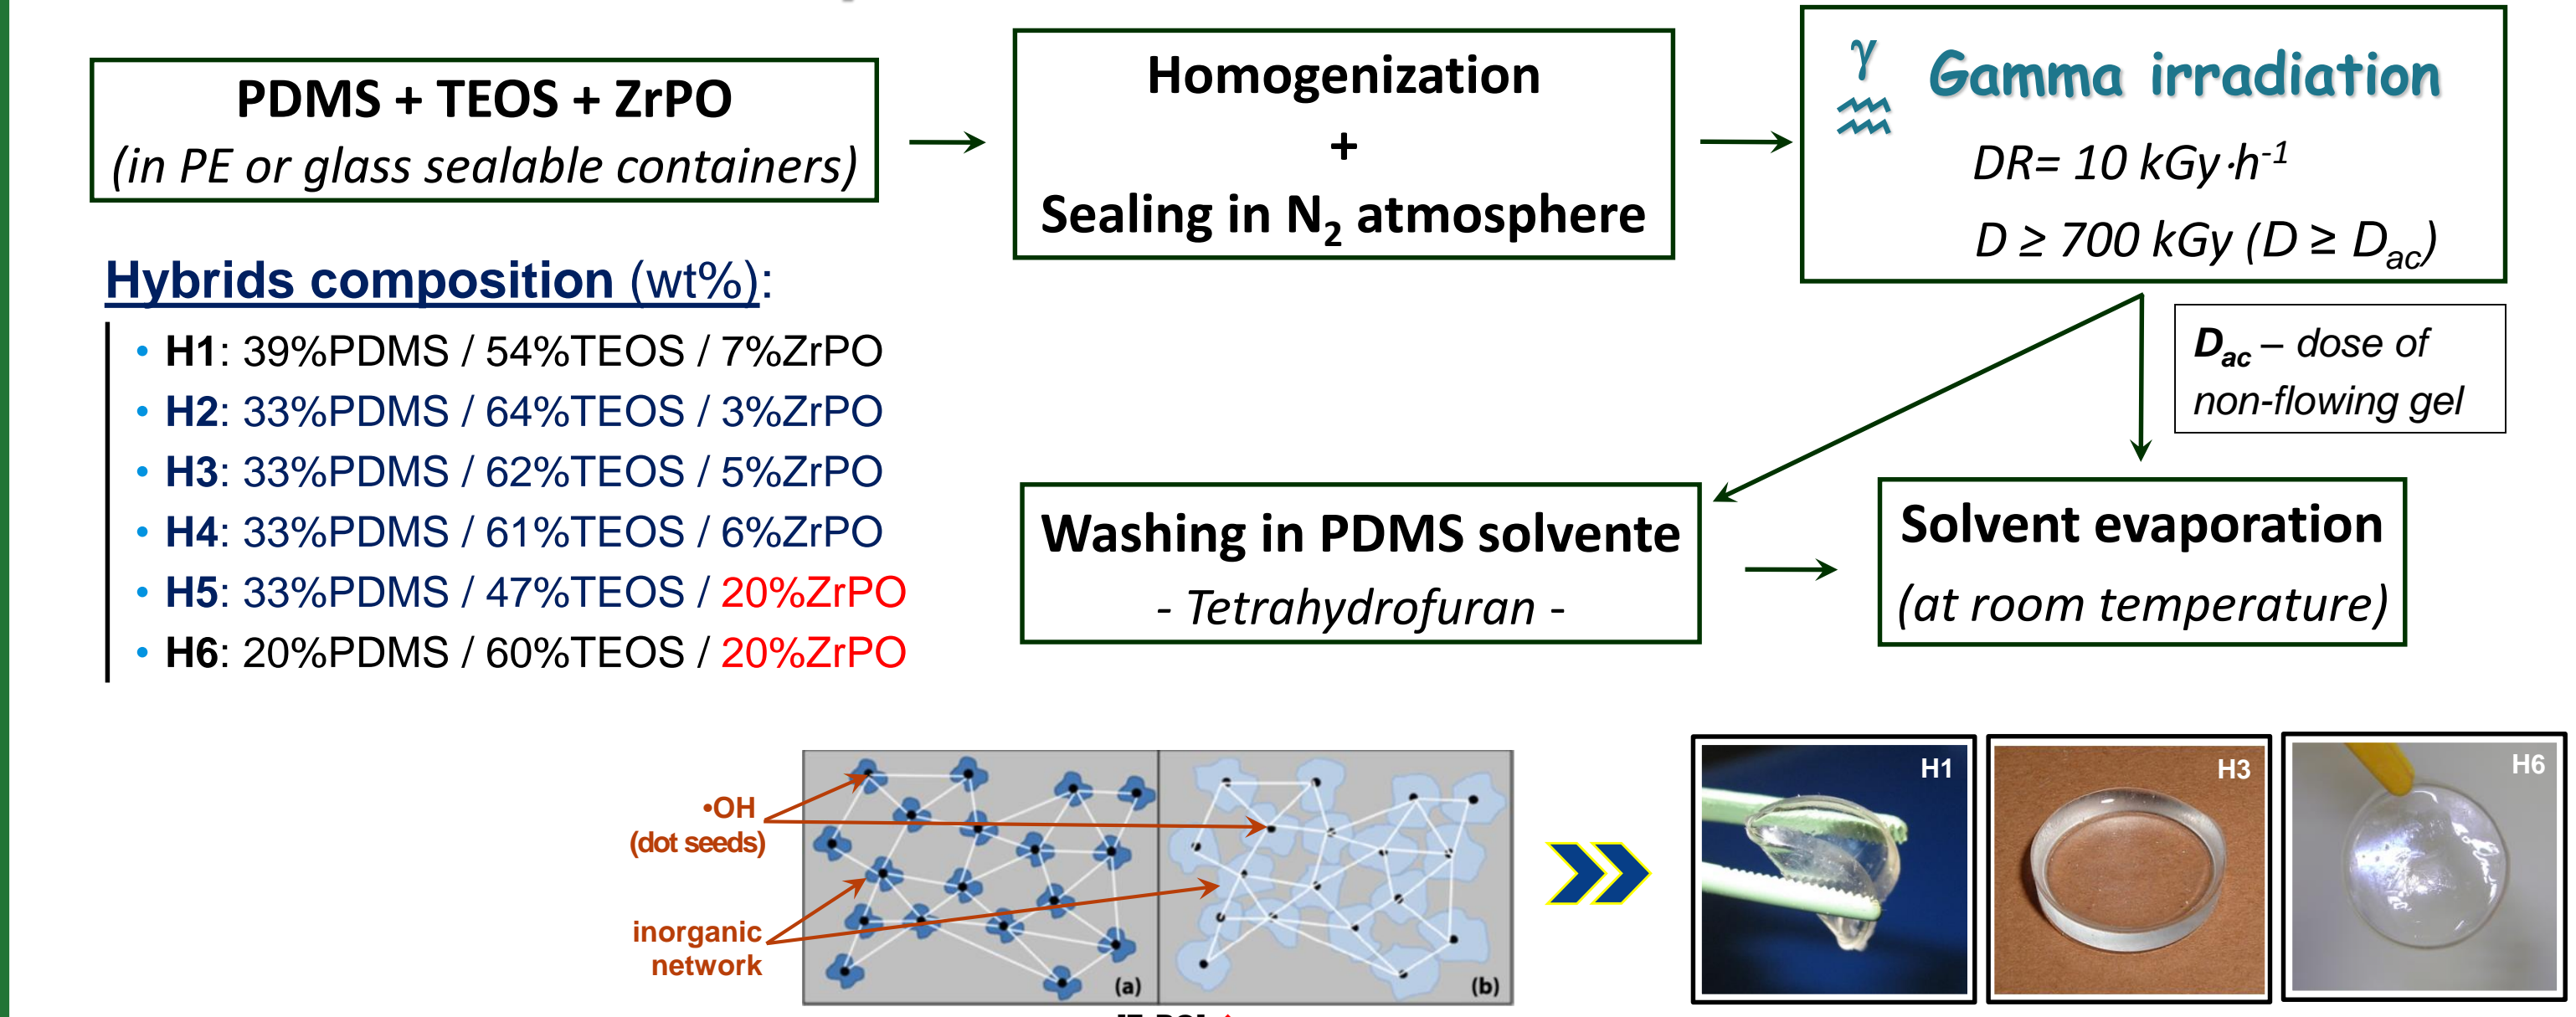 PDMS + TEOS + ZrPO
(in PE or glass sealable containers)
Homogenization
+
Sealing in N₂ atmosphere
γ Gamma irradiation
DR= 10 kGy·h⁻¹
D ≥ 700 kGy (D ≥ Dac)
Dac – dose of
non-flowing gel
Hybrids composition (wt%):
• H1: 39%PDMS / 54%TEOS / 7%ZrPO
• H2: 33%PDMS / 64%TEOS / 3%ZrPO
• H3: 33%PDMS / 62%TEOS / 5%ZrPO
• H4: 33%PDMS / 61%TEOS / 6%ZrPO
• H5: 33%PDMS / 47%TEOS / 20%ZrPO
• H6: 20%PDMS / 60%TEOS / 20%ZrPO
Washing in PDMS solvente
- Tetrahydrofuran -
Solvent evaporation
(at room temperature)
•OH
(dot seeds)
inorganic
network
(a)
(b)
H1
H3
H6